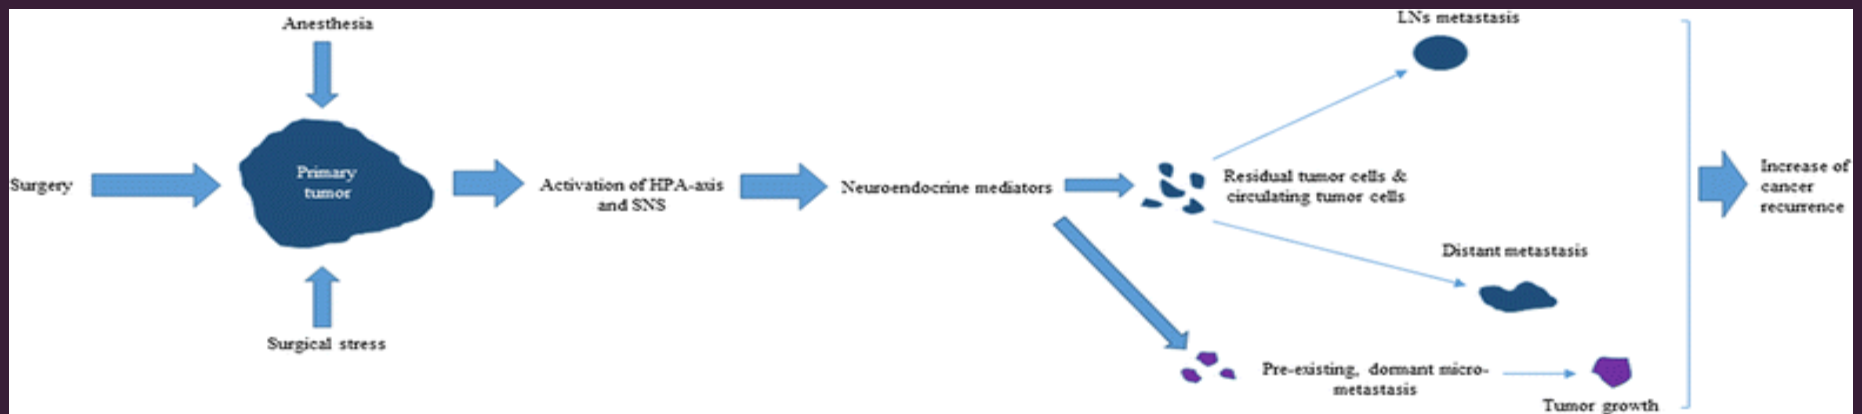 Anesthesia
Surgery
Primary
tumor
Surgical stress
Activation of HPA-axis
and SNS
Neuroendocrine mediators
Residual tumor cells &
circulating tumor cells
LNs metastasis
Distant metastasis
Pre-existing, dormant micro-
metastasis
Tumor growth
Increase of
cancer
recurrence